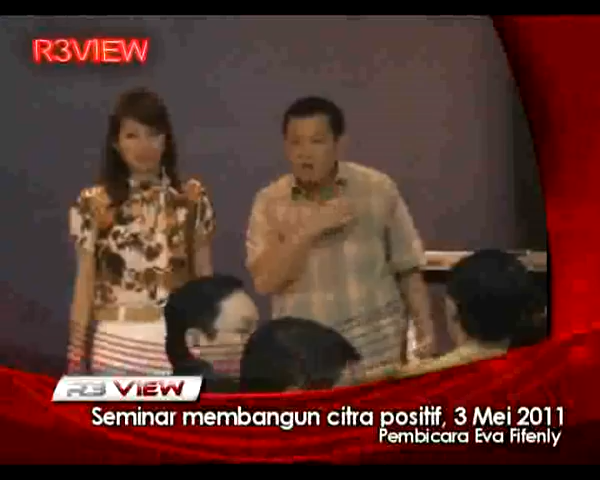 R3VIEW
R3 VIEW
Seminar membangun citra positif, 3 Mei 2011
Pembicara Eva Fifenly